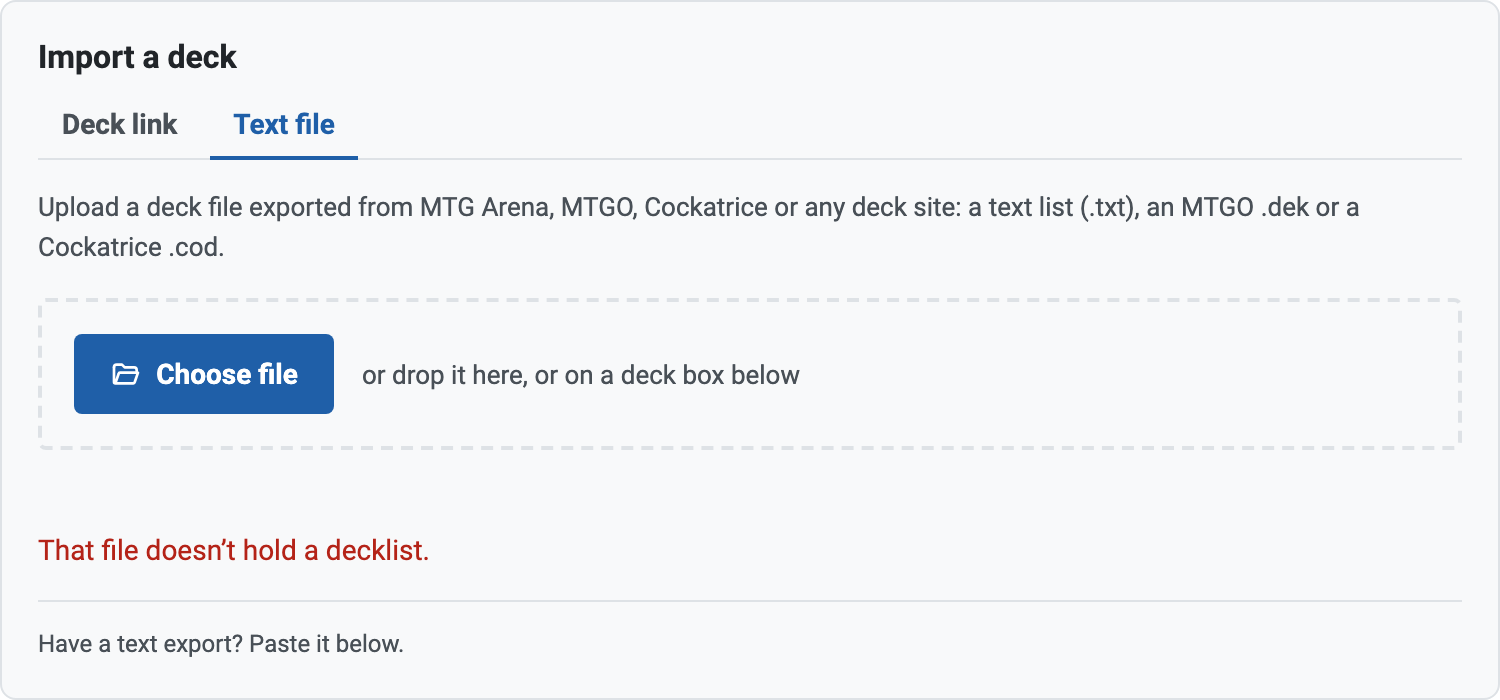 Import a deck
Deck link
Text file
Upload a deck file exported from MTG Arena, MTGO, Cockatrice or any deck site: a text list (.txt), an MTGO .dek or a
Cockatrice .cod.
Choose file
or drop it here, or on a deck box below
That file doesn’t hold a decklist.
Have a text export? Paste it below.